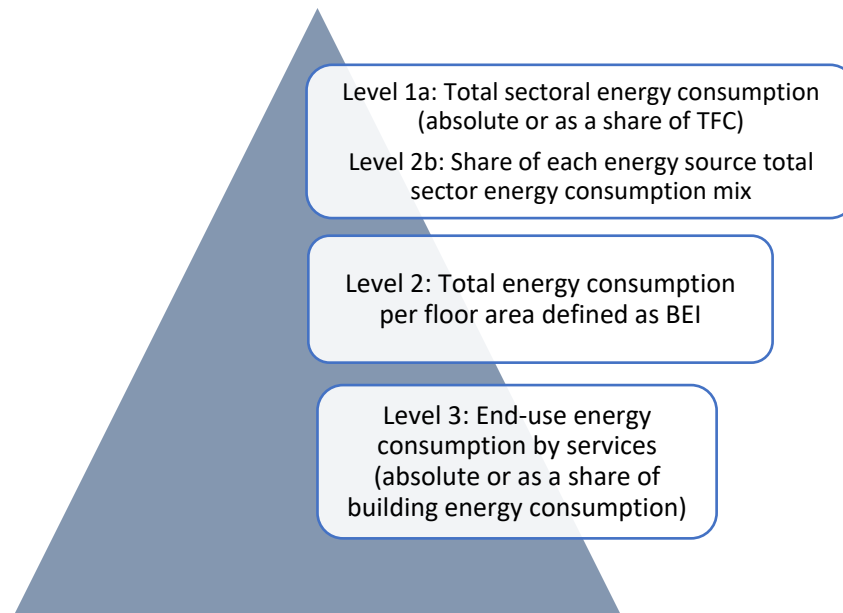 Level 1a: Total sectoral energy consumption
(absolute or as a share of TFC)
Level 2b: Share of each energy source total
sector energy consumption mix
Level 2: Total energy consumption
per floor area defined as BEI
Level 3: End-use energy
consumption by services
(absolute or as a share of
building energy consumption)